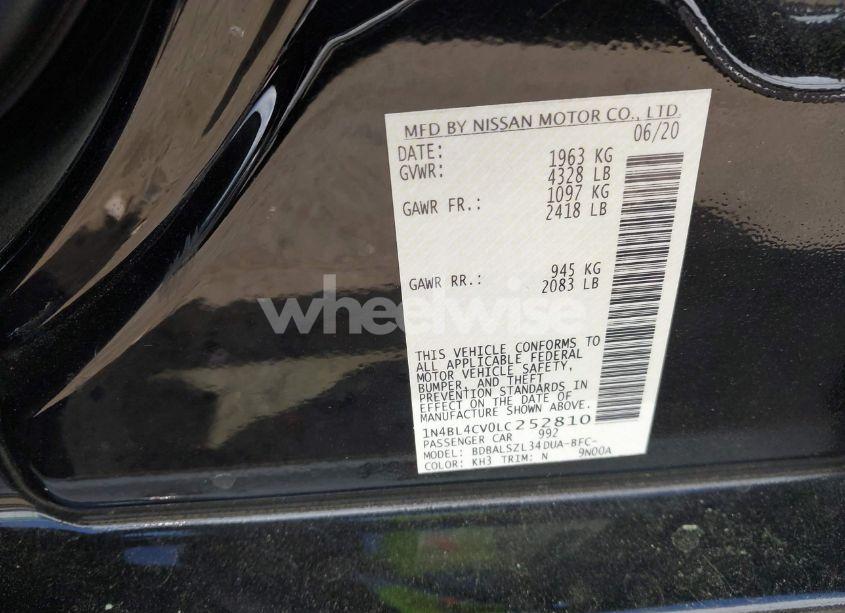 MFD BY NISSAN MOTOR CO., LTD.
DATE: 06/20
GVWR: 1963 KG
4328 LB
GAWR FR.: 1097 KG
2418 LB
GAWR RR.: 945 KG
2083 LB
wheelwise
THIS VEHICLE CONFORMS TO
ALL APPLICABLE FEDERAL
MOTOR VEHICLE SAFETY,
BUMPER, AND THEFT
PREVENTION STANDARDS IN
EFFECT ON THE DATE OF
MANUFACTURE SHOWN ABOVE.
1N4BL4CV0LC252810
PASSENGER CAR 992
MODEL: BDBALSZL34DUA-BFC-
COLOR: KH3 TRIM: N 9N00A